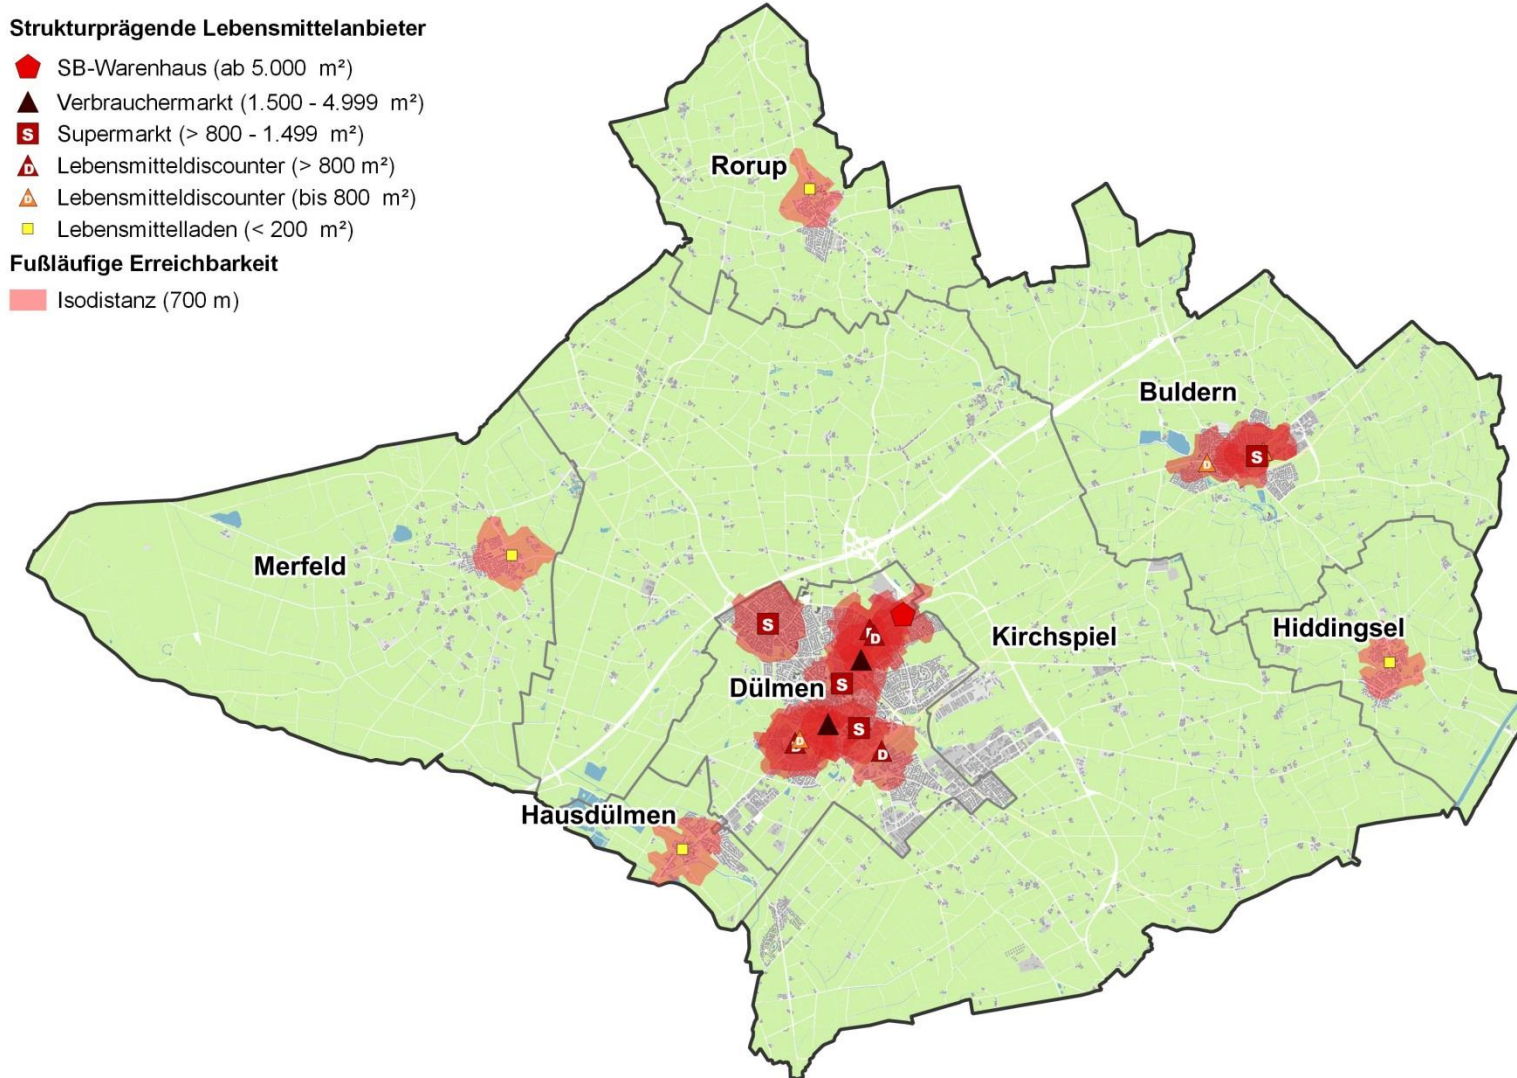 Strukturprägende Lebensmittelanbieter
SB-Warenhaus (ab 5.000 m²)
Verbrauchermarkt (1.500 - 4.999 m²)
S Supermarkt (> 800 - 1.499 m²)
D Lebensmitteldiscounter (> 800 m²)
D Lebensmitteldiscounter (bis 800 m²)
Lebensmittelladen (< 200 m²)
Fußläufige Erreichbarkeit
Isodistanz (700 m)
Rorup
Buldern
S
D
Merfeld
S
D
Kirchspiel
Hiddingsel
Dülmen
S
S
D
D
D
Hausdülmen